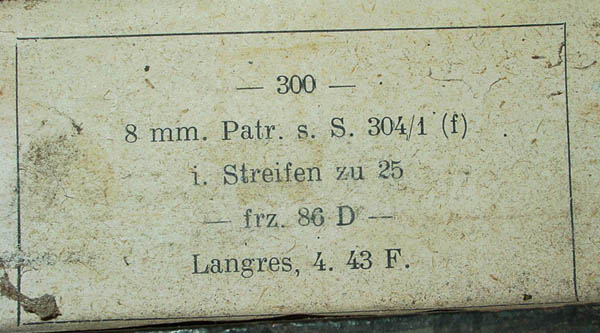 — 300 —
8 mm. Patr. s. S. 304/1 (f)
i. Streifen zu 25
— frz. 86 D —
Langres, 4. 43 F.